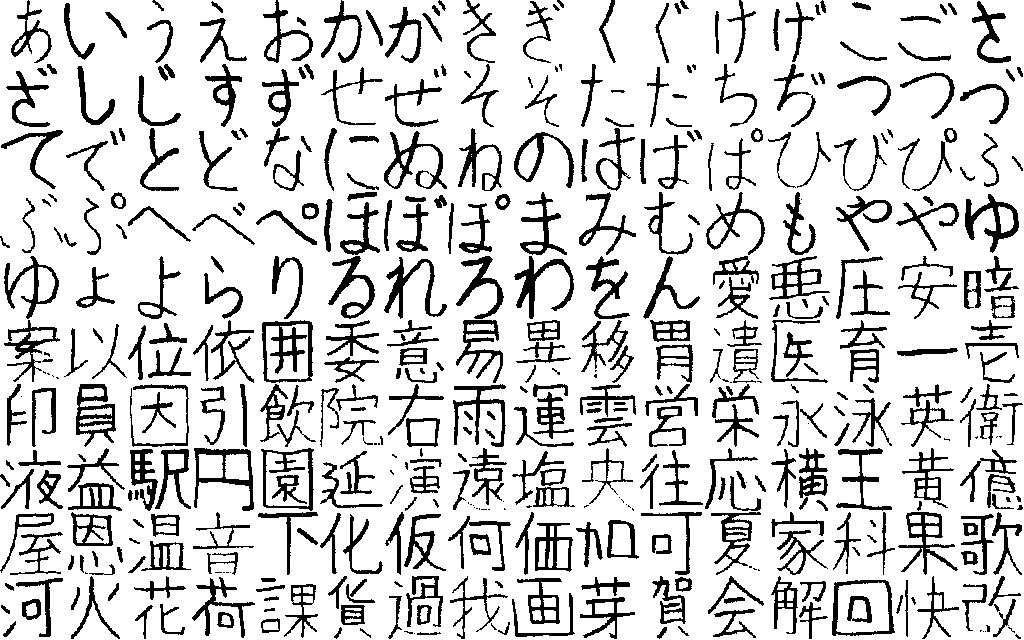 あいうえおかがきぎくぐけげこごさ
ざしじすずせぜそぞただちぢつつづ
てでとどなにぬねのはばぱひびぴふ
ぶぷへべぺほぼぽまみむめもややゆ
ゆょよらりるれろわをん愛悪圧安暗
案以位依囲委意易異移胃遺医育一壱
印員因引飲院右雨運雲営栄永泳英衛
液益駅円園延演遠塩央往応横王黄億
屋恩温音下化仮何価加可夏家科果歌
河火花荷課貨過我画芽賀会解回快改